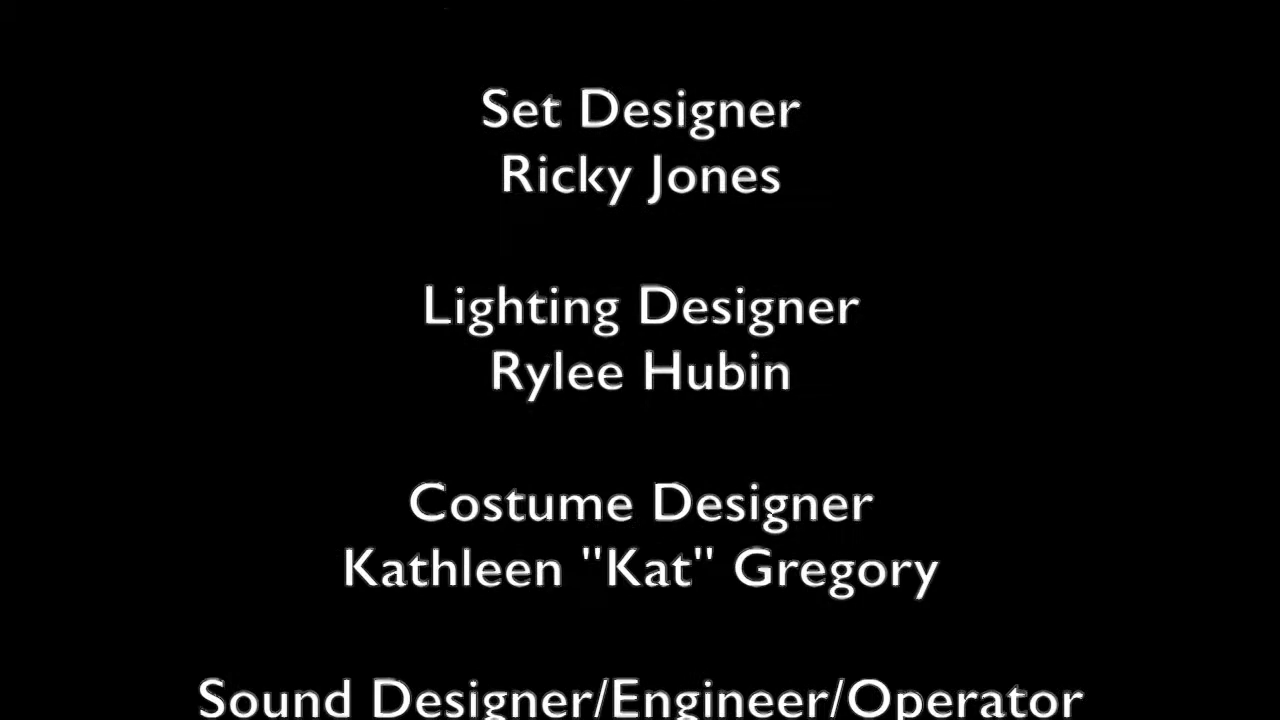 Set Designer
Ricky Jones
Lighting Designer
Rylee Hubin
Costume Designer
Kathleen "Kat" Gregory
Sound Designer/Engineer/Operator